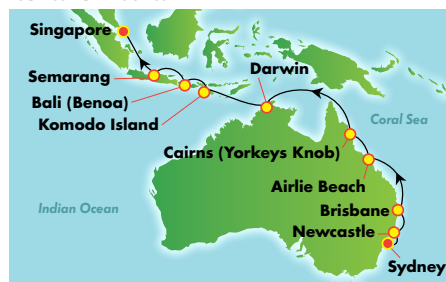 Singapore
Semarang
Bali (Benoa)
Komodo Island
Darwin
Coral Sea
Cairns (Yorkeys Knob)
Airlie Beach
Indian Ocean
Brisbane
Newcastle
Sydney